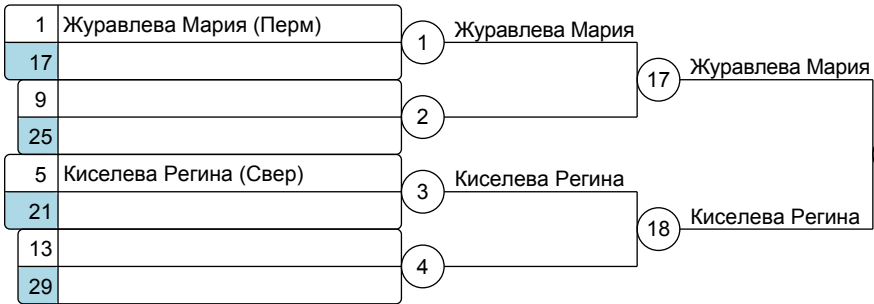 1 Журавлева Мария (Перм)
17
1 Журавлева Мария
9
25
2
17 Журавлева Мария
5 Киселева Регина (Свер)
21
3 Киселева Регина
13
29
4
18 Киселева Регина